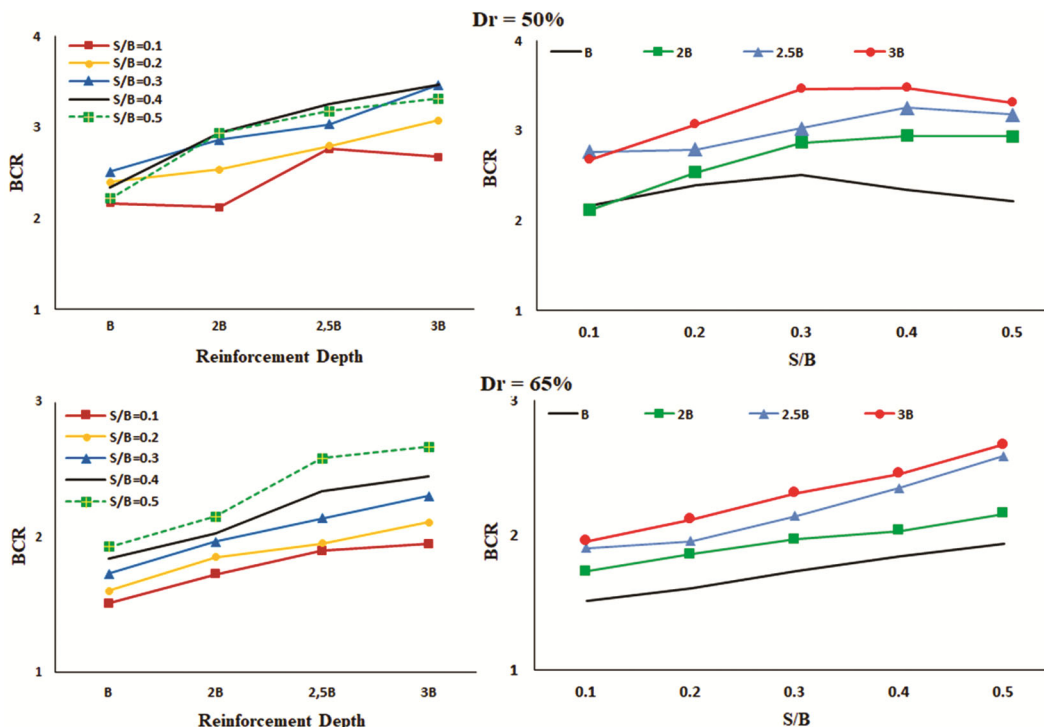 Dr = 50%
4
3
2
1
BCR
S/B=0.1
S/B=0.2
S/B=0.3
S/B=0.4
S/B=0.5
B
2B
2,5B
3B
Reinforcement Depth
4
3
2
1
BCR
B
2B
2.5B
3B
0.1
0.2
0.3
0.4
0.5
S/B
Dr = 65%
3
2
1
BCR
S/B=0.1
S/B=0.2
S/B=0.3
S/B=0.4
S/B=0.5
B
2B
2,5B
3B
Reinforcement Depth
3
2
1
BCR
B
2B
2.5B
3B
0.1
0.2
0.3
0.4
0.5
S/B